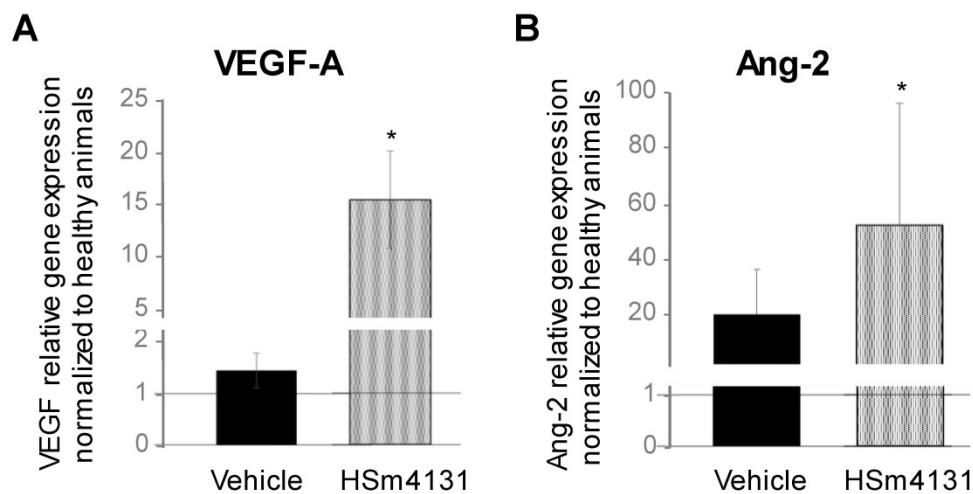 A
VEGF-A
VEGF relative gene expression
normalized to healthy animals
25
20
15
10
5
2
1
0
*
Vehicle HSm4131
B
Ang-2
Ang-2 relative gene expression
normalized to healthy animals
100
80
60
40
20
1
0
*
Vehicle HSm4131